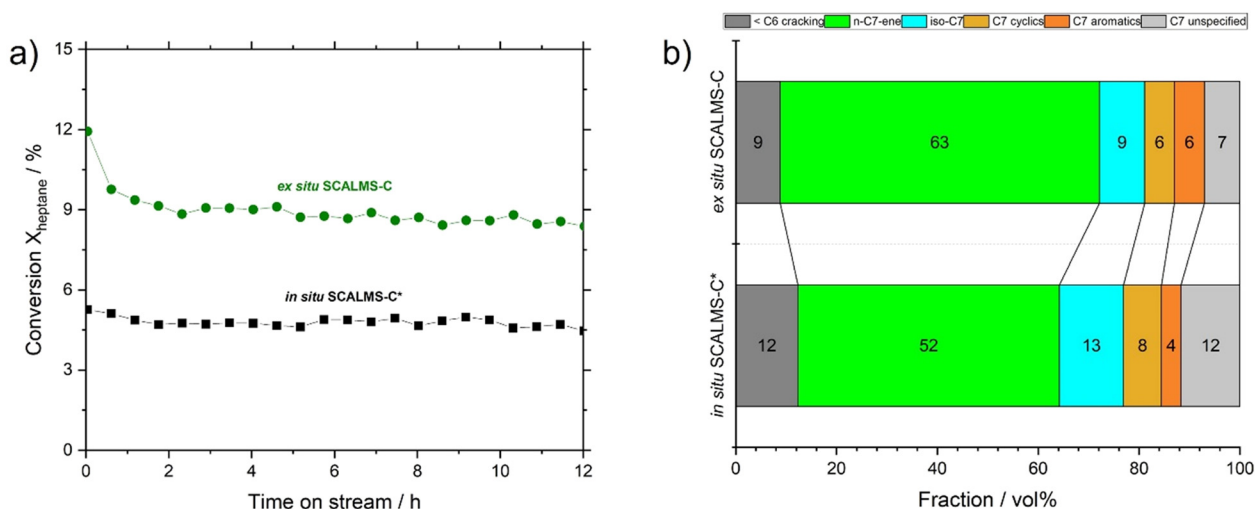 a)
15
12
9
6
3
0
Conversion X heptane / %
ex situ SCALMS-C
in situ SCALMS-C*
0 2 4 6 8 10 12
Time on stream / h
b)
< C6 cracking n-C7-ene iso-C7 C7 cyclics C7 aromatics C7 unspecified
ex situ SCALMS-C
9 63 9 6 6 7
in situ SCALMS-C*
12 52 13 8 4 12
0 20 40 60 80 100
Fraction / vol%